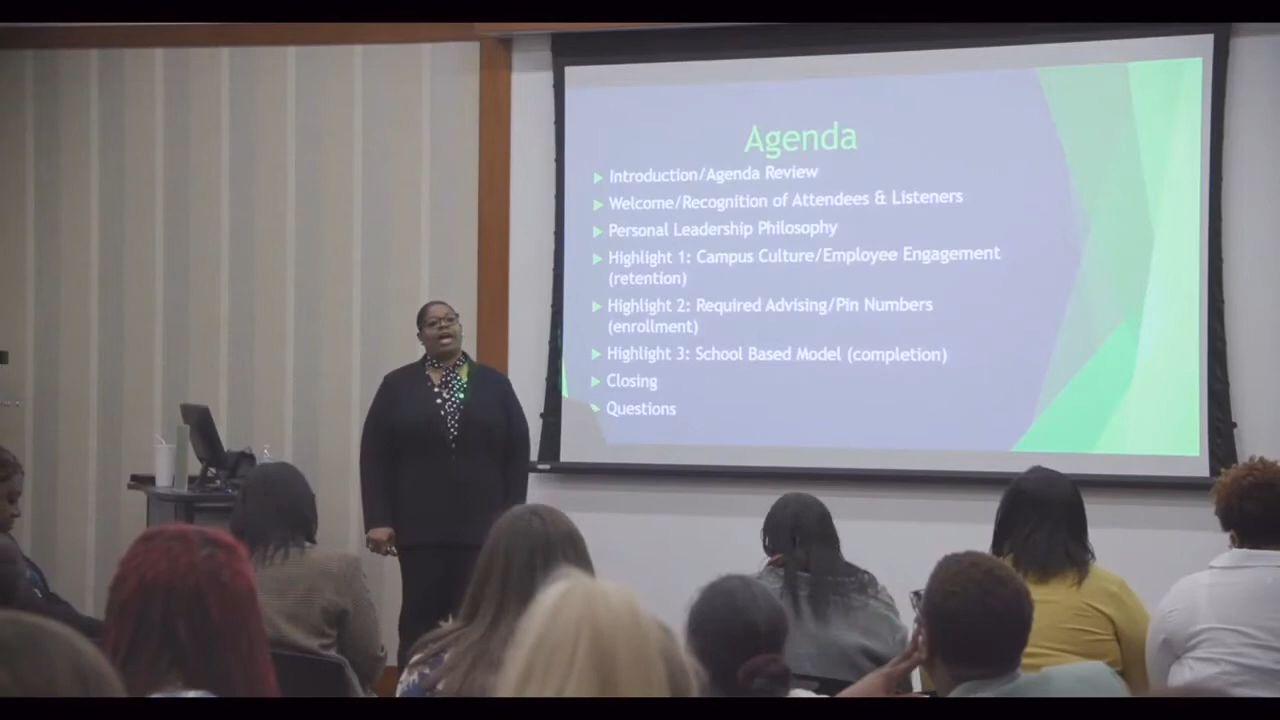 Agenda
Introduction/Agenda Review
Welcome/Recognition of Attendees & Listeners
Personal Leadership Philosophy
Highlight 1: Campus Culture/Employee Engagement
(retention)
Highlight 2: Required Advising/Pin Numbers
(enrollment)
Highlight 3: School Based Model (completion)
Closing
Questions